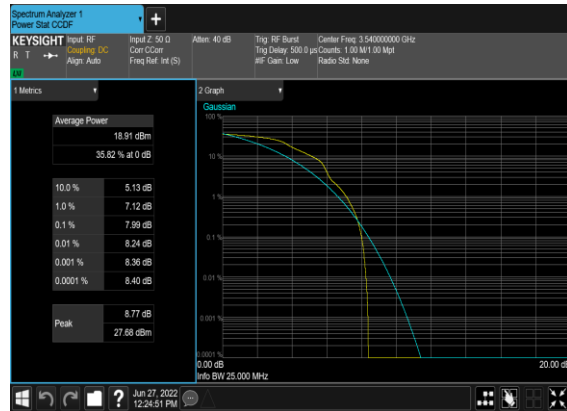 Spectrum Analyzer 1
Power Stat CCDF
+
KEYSIGHT Input: RF Input Z: 50 Ω Atten: 40 dB Trig: RF Burst Center Freq: 3.540000000 GHz
R T Coupling: DC Corr CCorr Trig Delay: 500.0 µs Counts: 1.00 M/1.00 Mpt
Align: Auto Freq Ref: Int (S) #IF Gain: Low Radio Std: None
1 Metrics
2 Graph
Gaussian
Average Power
18.91 dBm
35.82 % at 0 dB
10.0 % 5.13 dB
1.0 % 7.12 dB
0.1 % 7.99 dB
0.01 % 8.24 dB
0.001 % 8.36 dB
0.0001 % 8.40 dB
Peak
8.77 dB
27.68 dBm
100 %
10 %
1 %
0.1 %
0.01 %
0.001 %
0.0001 %
0.00 dB
20.00 dB
Info BW 25.000 MHz
?
Jun 27, 2022
12:24:51 PM